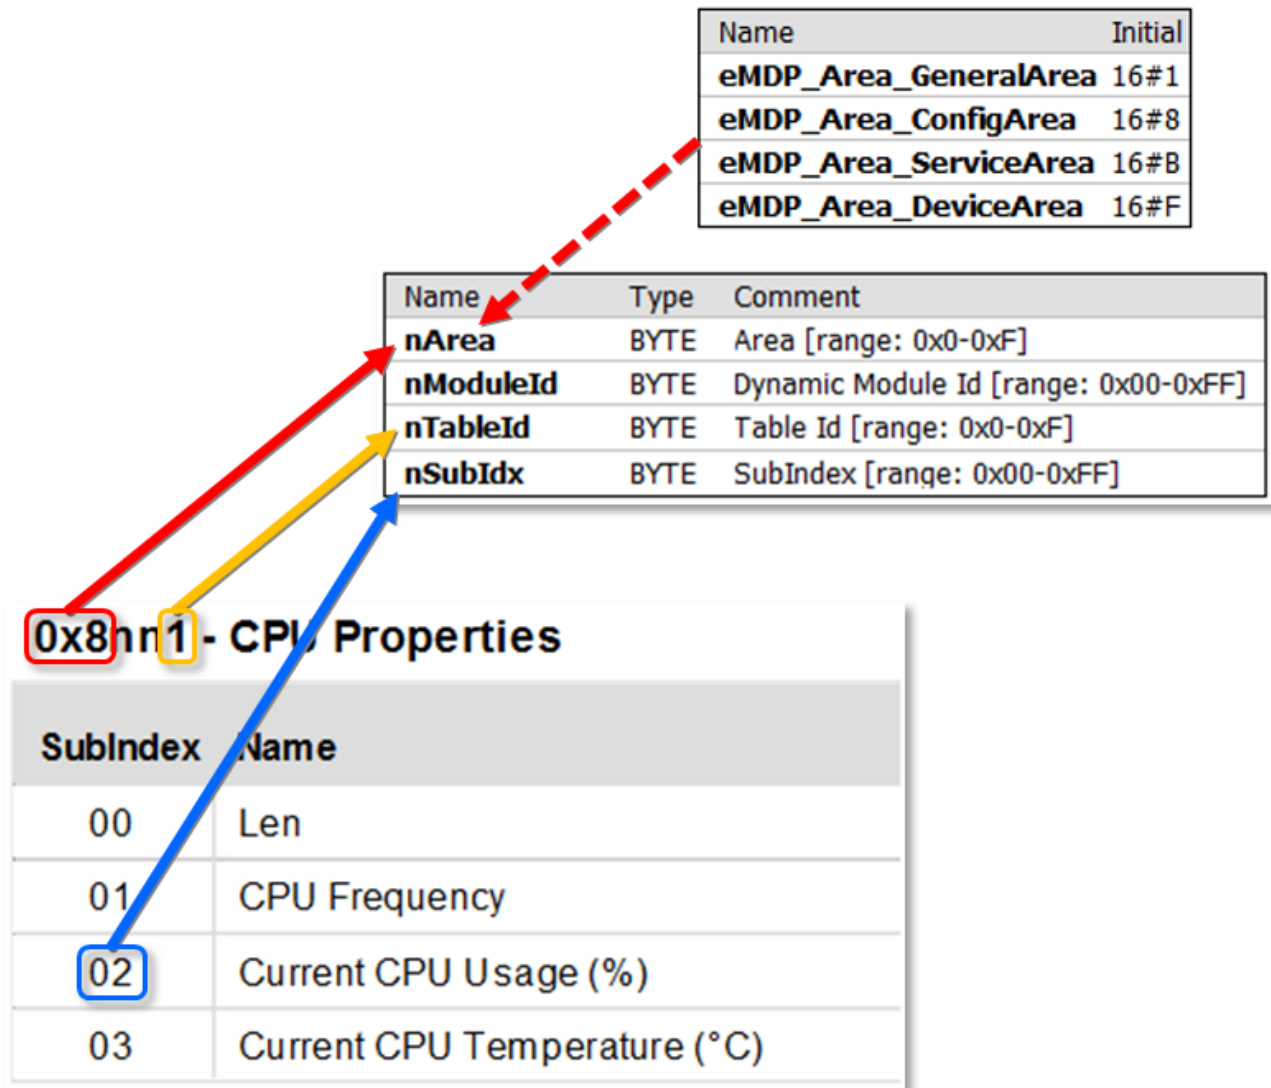 Name Initial
eMDP_Area_GeneralArea 16#1
eMDP_Area_ConfigArea 16#8
eMDP_Area_ServiceArea 16#B
eMDP_Area_DeviceArea 16#F
Name Type Comment
nArea BYTE Area [range: 0x0-0xF]
nModuleId BYTE Dynamic Module Id [range: 0x00-0xFF]
nTableId BYTE Table Id [range: 0x0-0xF]
nSubIdx BYTE SubIndex [range: 0x00-0xFF]
0x8nn1 - CPU Properties
SubIndex Name
00 Len
01 CPU Frequency
02 Current CPU Usage (%)
03 Current CPU Temperature (°C)